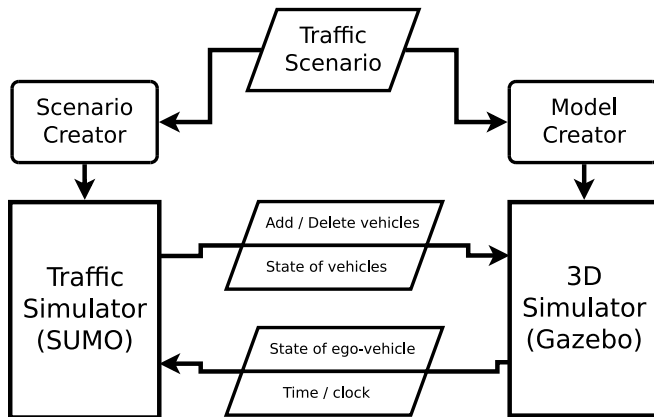 Traffic
Scenario
Scenario
Creator
Model
Creator
Add / Delete vehicles
State of vehicles
Traffic
Simulator
(SUMO)
3D
Simulator
(Gazebo)
State of ego-vehicle
Time / clock